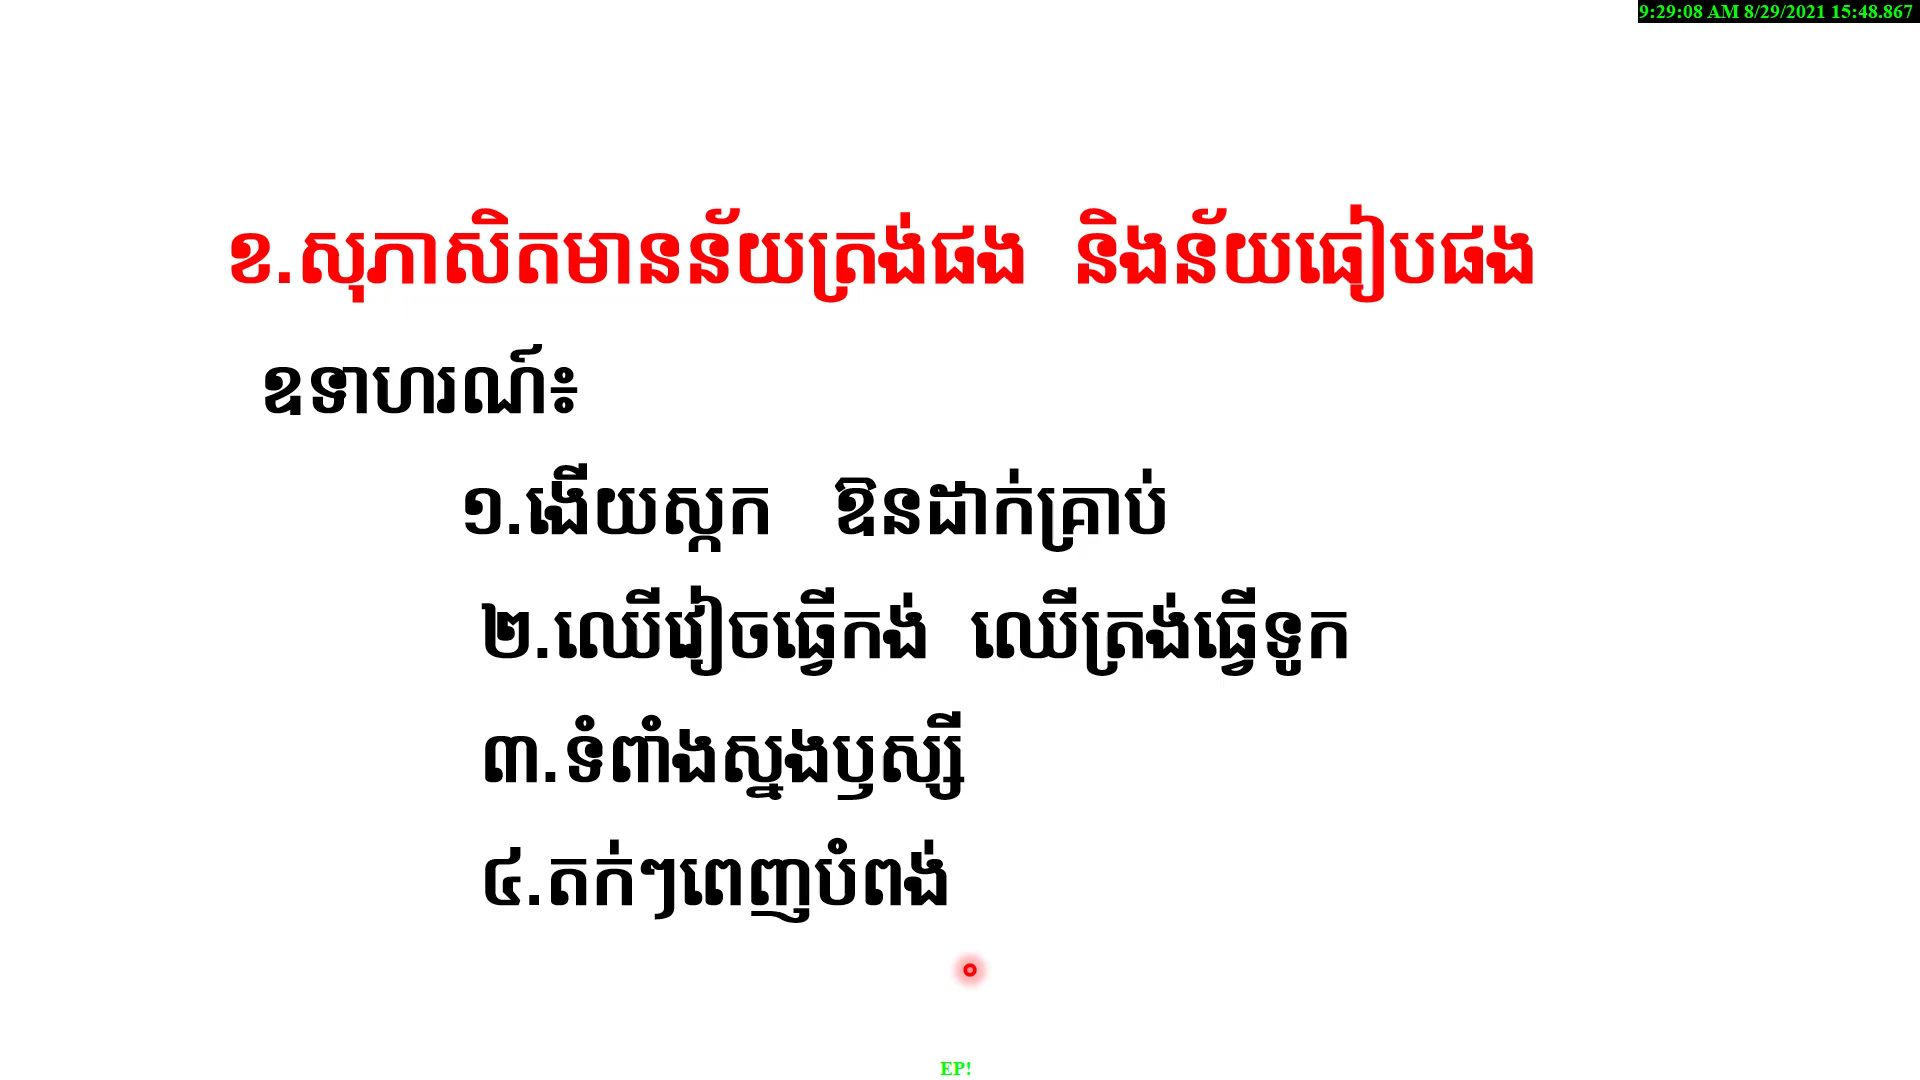 9:29:08 AM 8/29/2021 15:48.867
ខ.សុភាសិតមានន័យត្រង់ផង និងន័យធៀបផង
ឧទាហរណ៍៖
១.ងើយស្កក ឱនដាក់គ្រាប់
២.ឈើវៀចធ្វើកង់ ឈើត្រង់ធ្វើទូក
៣.ទំពាំងស្នងឫស្សី
៤.តក់ៗពេញបំពង់
EP!